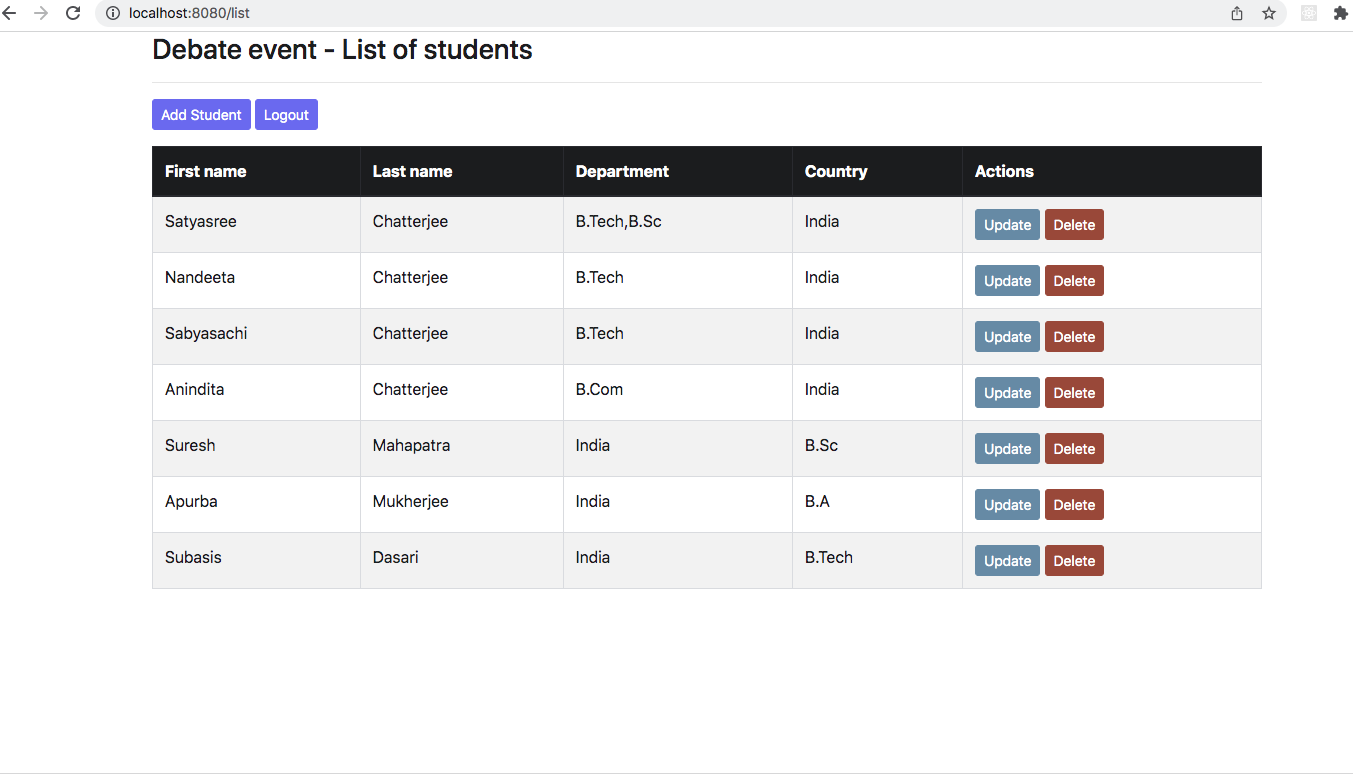 localhost:8080/list
Debate event - List of students
Add Student Logout
First name Last name Department Country Actions
Satyasree Chatterjee B.Tech,B.Sc India Update Delete
Nandeeta Chatterjee B.Tech India Update Delete
Sabyasachi Chatterjee B.Tech India Update Delete
Anindita Chatterjee B.Com India Update Delete
Suresh Mahapatra India B.Sc Update Delete
Apurba Mukherjee India B.A Update Delete
Subasis Dasari India B.Tech Update Delete